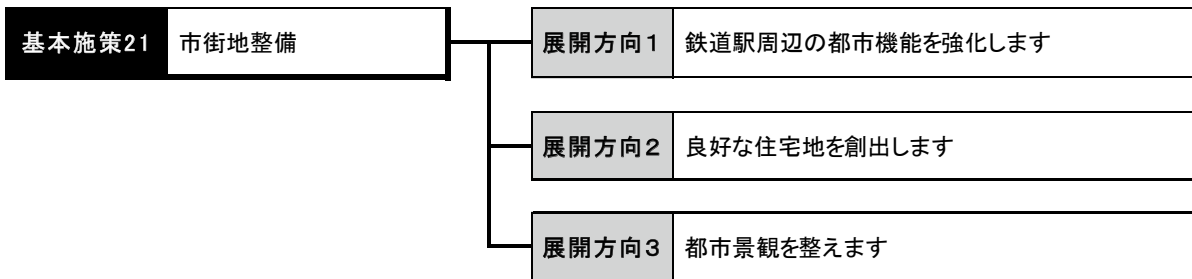 基本施策21 市街地整備
展開方向1 鉄道駅周辺の都市機能を強化します
展開方向2 良好な住宅地を創出します
展開方向3 都市景観を整えます